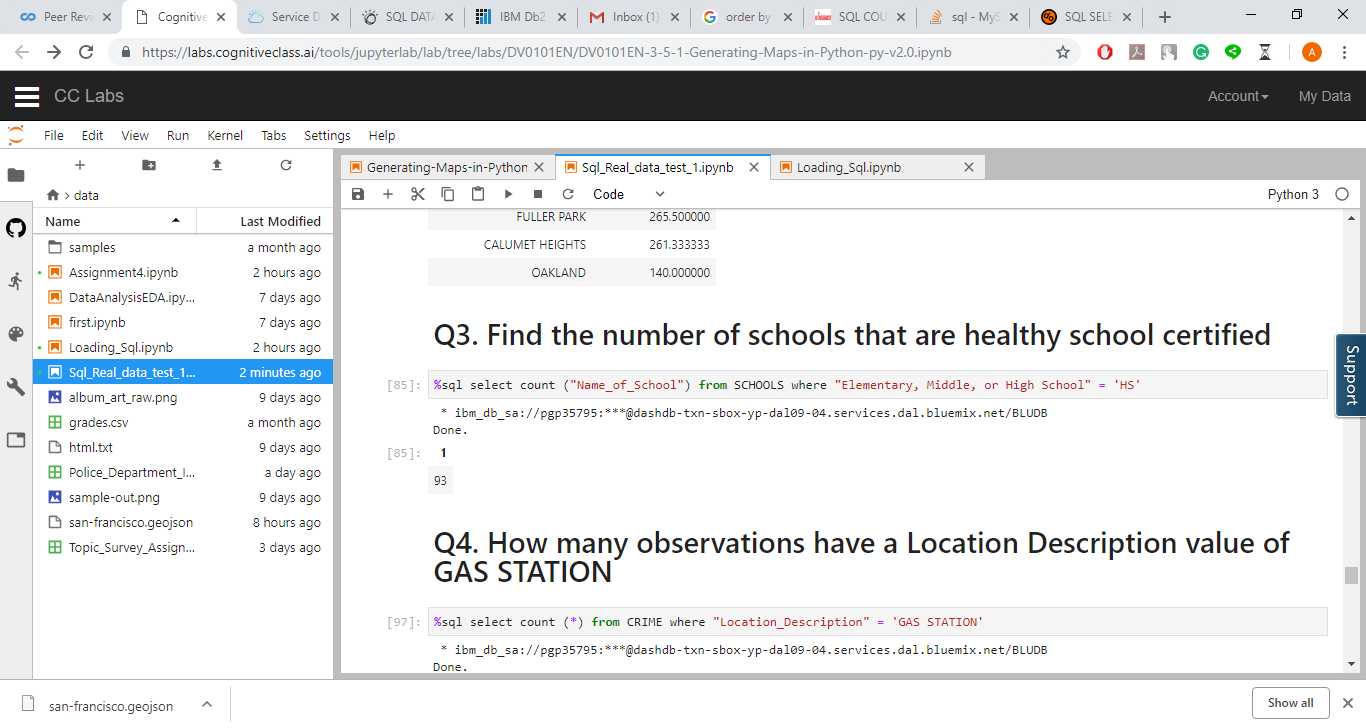 Peer Revi
Cognitive
Service D
SQL DATA
IBM Db2
Inbox (1)
order by
SQL COU
sql - MyS
SQL SELE
https://labs.cognitiveclass.ai/tools/jupyterlab/lab/tree/labs/DV0101EN/DV0101EN-3-5-1-Generating-Maps-in-Python-py-v2.0.ipynb
A
CC Labs
Account
My Data
File Edit View Run Kernel Tabs Settings Help
Generating-Maps-in-Python
Sql_Real_data_test_1.ipynb
Loading_Sql.ipynb
Code
Python 3
data
Name Last Modified
samples a month ago
Assignment4.ipynb 2 hours ago
DataAnalysisEDA.ipy... 7 days ago
first.ipynb 7 days ago
Loading_Sql.ipynb 2 hours ago
Sql_Real_data_test_1... 2 minutes ago
album_art_raw.png 9 days ago
grades.csv a month ago
html.txt 9 days ago
Police_Department_I... a day ago
sample-out.png 9 days ago
san-francisco.geojson 8 hours ago
Topic_Survey_Assign... 3 days ago
FULLER PARK 265.500000
CALUMET HEIGHTS 261.333333
OAKLAND 140.000000
Q3. Find the number of schools that are healthy school certified
[85]: %sql select count ("Name_of_School") from SCHOOLS where "Elementary, Middle, or High School" = 'HS'
* ibm_db_sa://pgp35795:***@dashdb-txn-sbox-yp-dal09-04.services.dal.bluemix.net/BLUDB
Done.
[85]: 1
93
Q4. How many observations have a Location Description value of
GAS STATION
[97]: %sql select count (*) from CRIME where "Location_Description" = 'GAS STATION'
* ibm_db_sa://pgp35795:***@dashdb-txn-sbox-yp-dal09-04.services.dal.bluemix.net/BLUDB
Done.
Support
san-francisco.geojson
Show all